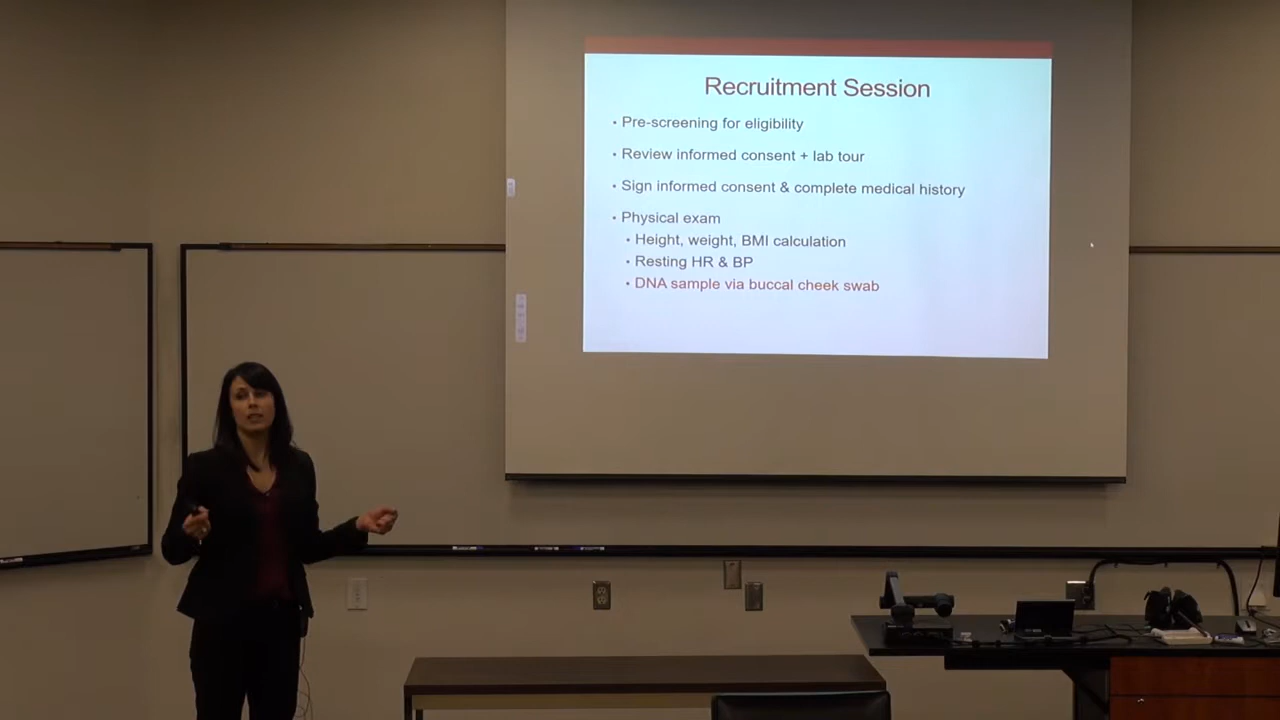 Recruitment Session
• Pre-screening for eligibility
• Review informed consent + lab tour
• Sign informed consent & complete medical history
• Physical exam
• Height, weight, BMI calculation
• Resting HR & BP
• DNA sample via buccal cheek swab